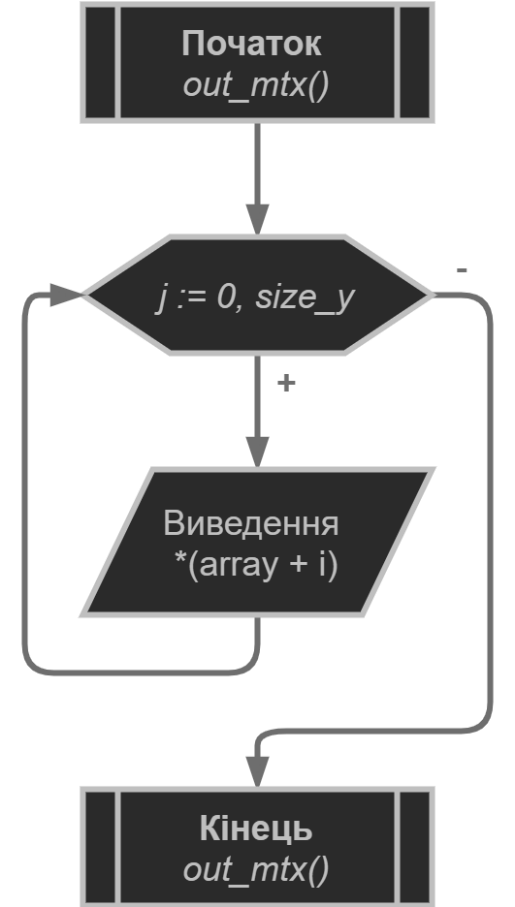 Початок
out_mtx()
j := 0, size_y
-
+
Виведення
*(array + i)
Кінець
out_mtx()